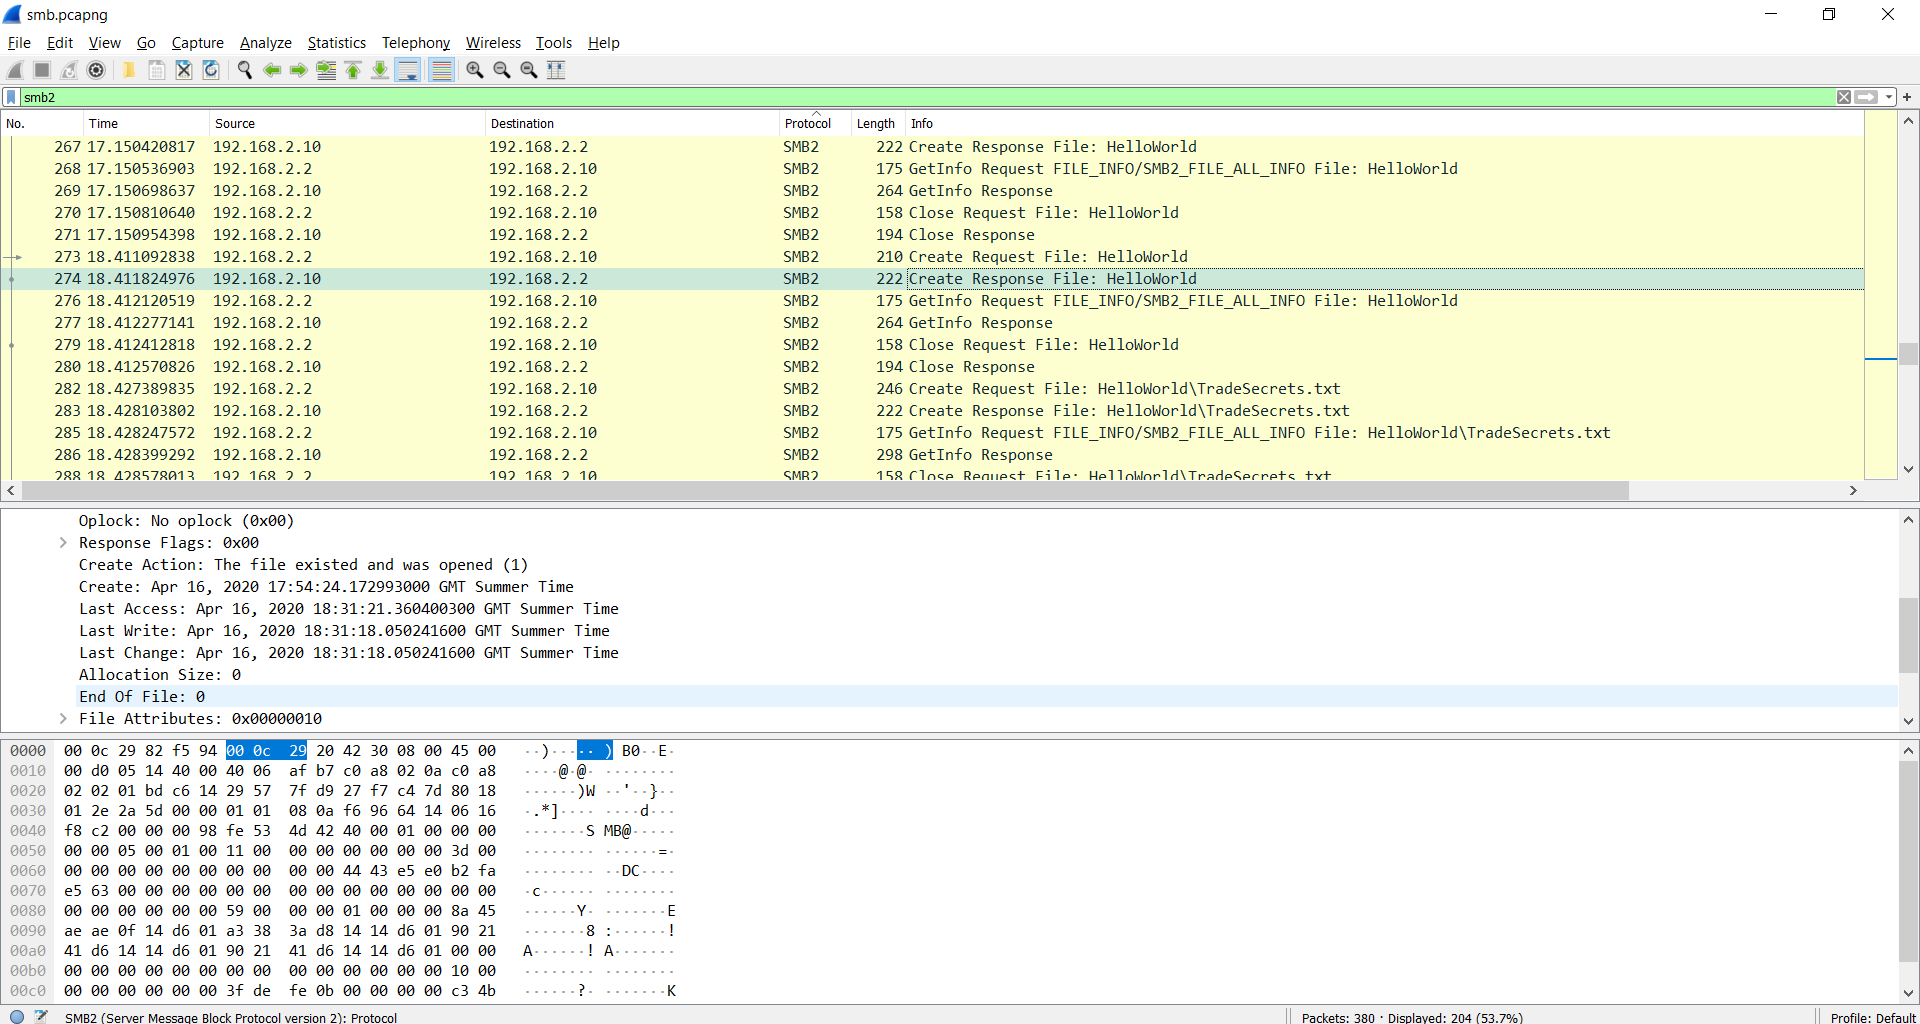 smb.pcapng
File Edit View Go Capture Analyze Statistics Telephony Wireless Tools Help
smb2
No. Time Source Destination Protocol Length Info
267 17.150420817 192.168.2.10 192.168.2.2 SMB2 222 Create Response File: HelloWorld
268 17.150536903 192.168.2.2 192.168.2.10 SMB2 175 GetInfo Request FILE_INFO/SMB2_FILE_ALL_INFO File: HelloWorld
269 17.150698637 192.168.2.10 192.168.2.2 SMB2 264 GetInfo Response
270 17.150810640 192.168.2.2 192.168.2.10 SMB2 158 Close Request File: HelloWorld
271 17.150954398 192.168.2.10 192.168.2.2 SMB2 194 Close Response
273 18.411092838 192.168.2.2 192.168.2.10 SMB2 210 Create Request File: HelloWorld
274 18.411824976 192.168.2.10 192.168.2.2 SMB2 222 Create Response File: HelloWorld
276 18.412120519 192.168.2.2 192.168.2.10 SMB2 175 GetInfo Request FILE_INFO/SMB2_FILE_ALL_INFO File: HelloWorld
277 18.412277141 192.168.2.10 192.168.2.2 SMB2 264 GetInfo Response
279 18.412412818 192.168.2.2 192.168.2.10 SMB2 158 Close Request File: HelloWorld
280 18.412570826 192.168.2.10 192.168.2.2 SMB2 194 Close Response
282 18.427389835 192.168.2.2 192.168.2.10 SMB2 246 Create Request File: HelloWorld\TradeSecrets.txt
283 18.428103802 192.168.2.10 192.168.2.2 SMB2 222 Create Response File: HelloWorld\TradeSecrets.txt
285 18.428247572 192.168.2.2 192.168.2.10 SMB2 175 GetInfo Request FILE_INFO/SMB2_FILE_ALL_INFO File: HelloWorld\TradeSecrets.txt
286 18.428399292 192.168.2.10 192.168.2.2 SMB2 298 GetInfo Response
288 18.428578013 192.168.2.2 192.168.2.10 SMB2 158 Close Request File: HelloWorld\TradeSecrets.txt
Oplock: No oplock (0x00)
Response Flags: 0x00
Create Action: The file existed and was opened (1)
Create: Apr 16, 2020 17:54:24.172993000 GMT Summer Time
Last Access: Apr 16, 2020 18:31:21.360400300 GMT Summer Time
Last Write: Apr 16, 2020 18:31:18.050241600 GMT Summer Time
Last Change: Apr 16, 2020 18:31:18.050241600 GMT Summer Time
Allocation Size: 0
End Of File: 0
File Attributes: 0x00000010
0000 00 0c 29 82 f5 94 00 0c 29 20 42 30 08 00 45 00 ··)····· ) B0··E·
0010 00 d0 05 14 40 00 40 06 af b7 c0 a8 02 0a c0 a8 ····@·@· ········
0020 02 02 01 bd c6 14 29 57 7f d9 27 f7 c4 7d 80 18 ······)W ··'··}··
0030 01 2e 2a 5d 00 00 01 01 08 0a f6 96 64 14 06 16 ·.*]···· ····d···
0040 f8 c2 00 00 00 98 fe 53 4d 42 40 00 01 00 00 00 ·······S MB@·····
0050 00 00 05 00 01 00 11 00 00 00 00 00 00 00 3d 00 ········ ······=·
0060 00 00 00 00 00 00 00 00 00 00 44 43 e5 e0 b2 fa ········ ··DC····
0070 e5 63 00 00 00 00 00 00 00 00 00 00 00 00 00 00 ·c······ ········
0080 00 00 00 00 00 00 59 00 00 00 01 00 00 00 8a 45 ······Y· ·······E
0090 ae ae 0f 14 d6 01 a3 38 3a d8 14 14 d6 01 90 21 ·······8 :······!
00a0 41 d6 14 14 d6 01 90 21 41 d6 14 14 d6 01 00 00 A······! A·······
00b0 00 00 00 00 00 00 00 00 00 00 00 00 00 00 10 00 ········ ········
00c0 00 00 00 00 00 00 3f de fe 0b 00 00 00 00 c3 4b ······?· ·······K
SMB2 (Server Message Block Protocol version 2): Protocol Packets: 380 · Displayed: 204 (53.7%) Profile: Default